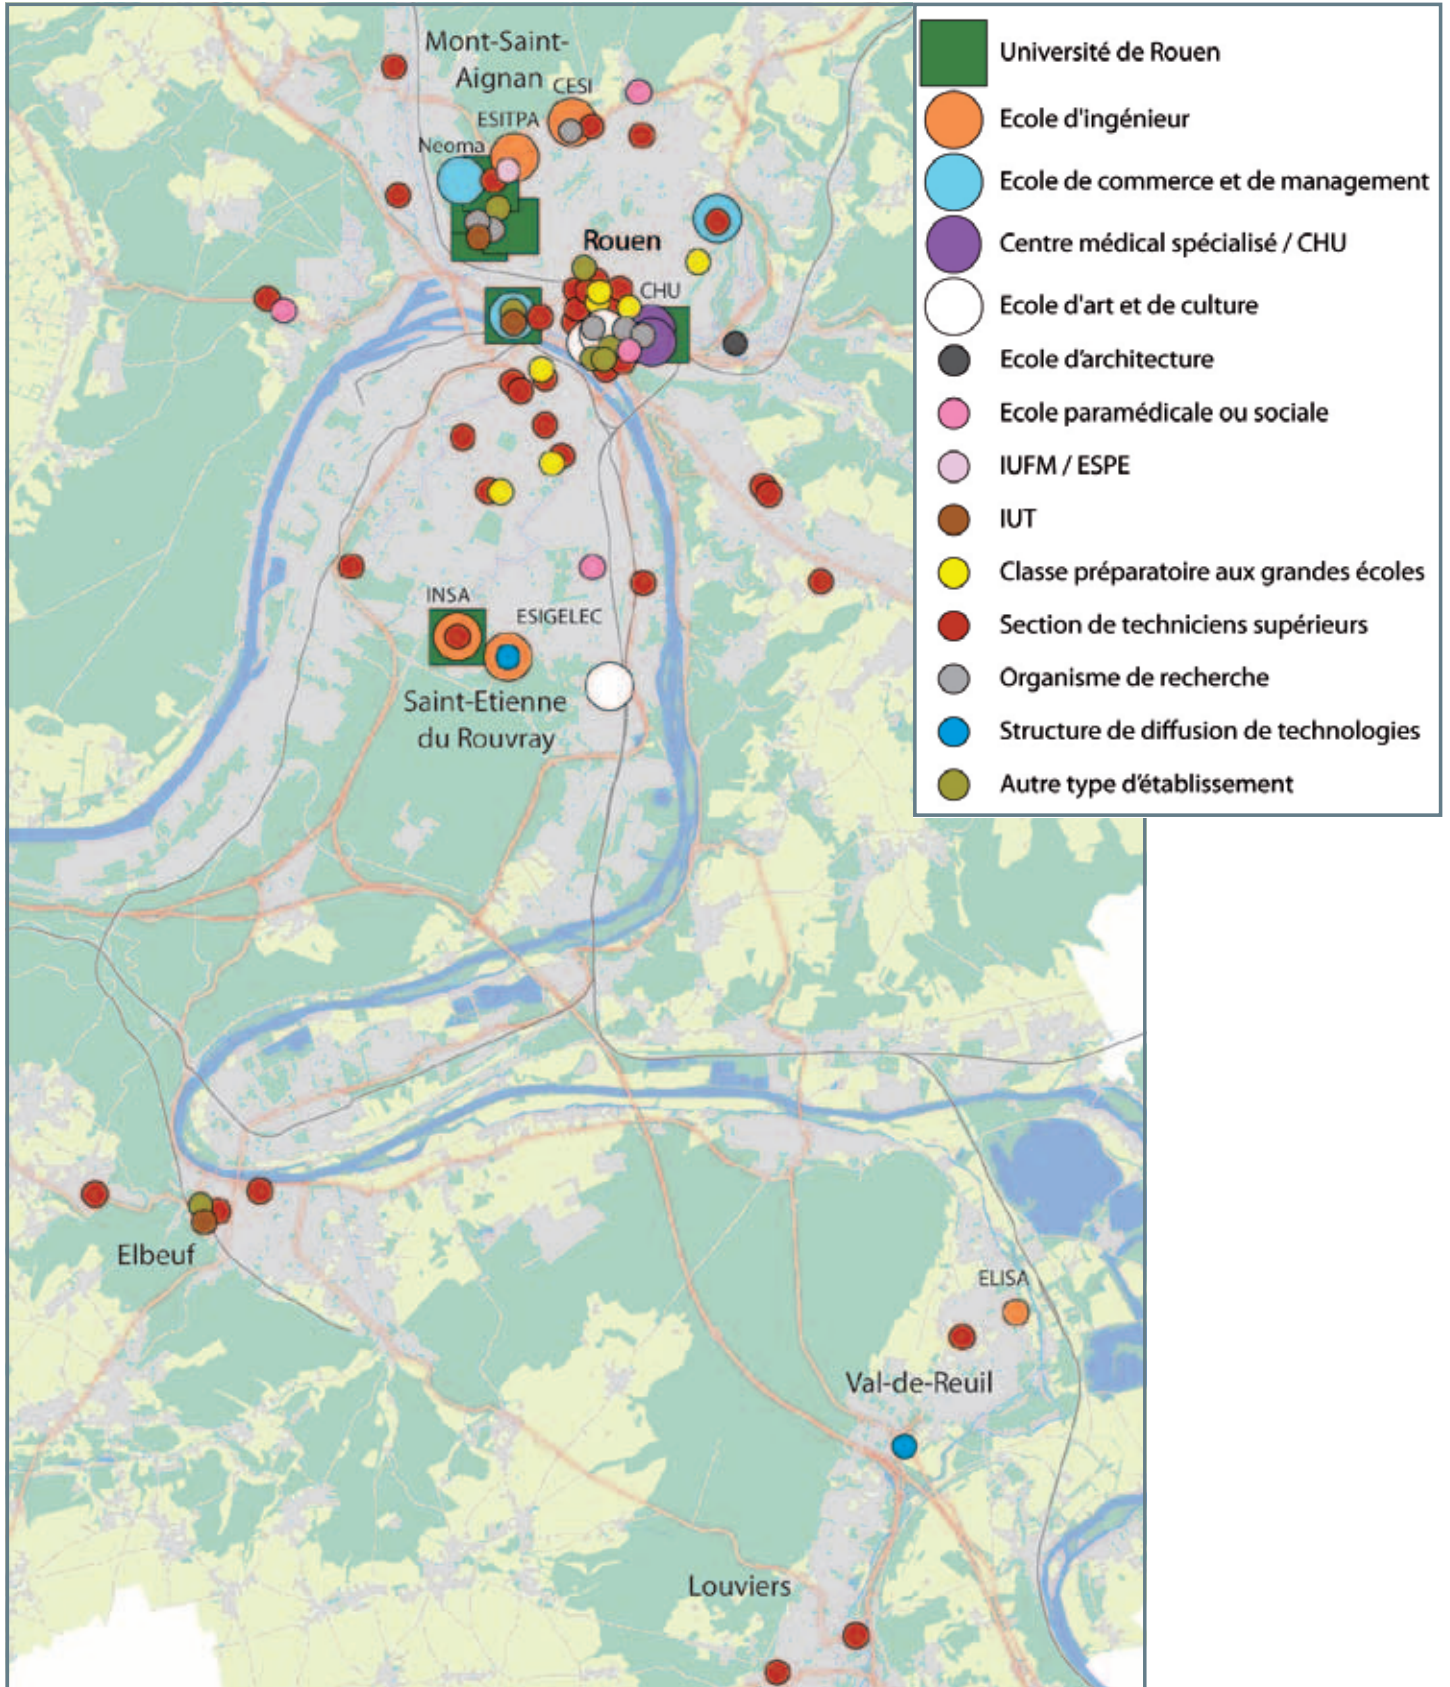 Mont-Saint-
Aignan
CESI
ESITPA
Neoma
Rouen
CHU
INSA
ESIGELEC
Saint-Etienne
du Rouvray
Elbeuf
ELISA
Val-de-Reuil
Louviers
Université de Rouen
Ecole d'ingénieur
Ecole de commerce et de management
Centre médical spécialisé / CHU
Ecole d'art et de culture
Ecole d'architecture
Ecole paramédicale ou sociale
IUFM / ESPE
IUT
Classe préparatoire aux grandes écoles
Section de techniciens supérieurs
Organisme de recherche
Structure de diffusion de technologies
Autre type d'établissement